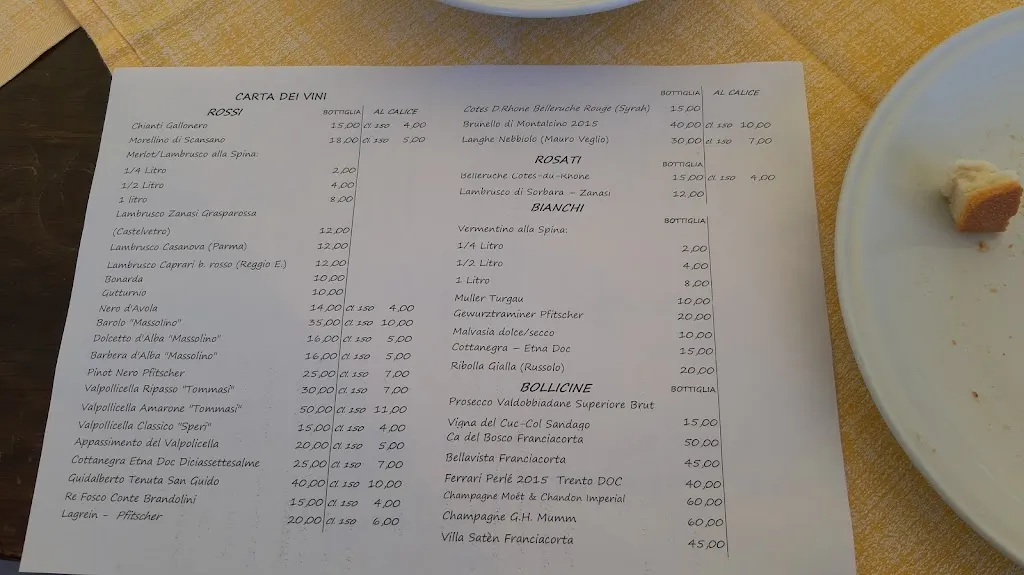 CARTA DEI VINI
ROSSI BOTTIGLIA AL CALICE
Chianti Gallonero 15,00 Cl 150 4,00
Morellino di Scansano 18,00 Cl 150 5,00
Merlot/Lambrusco alla Spina:
1/4 Litro 2,00
1/2 Litro 4,00
1 litro 8,00
Lambrusco Zanasi Grasparossa
(Castelvetro) 12,00
Lambrusco Casanova (Parma) 12,00
Lambrusco Caprari b. rosso (Reggio E.) 12,00
Bonarda 10,00
Gutturnio 10,00
Nero d'Avola 14,00 Cl 150 4,00
Barolo "Massolino" 35,00 Cl 150 10,00
Dolcetto d'Alba "Massolino" 16,00 Cl 150 5,00
Barbera d'Alba "Massolino" 16,00 Cl 150 5,00
Pinot Nero Pfitscher 25,00 Cl 150 7,00
Valpollicella Ripasso "Tommasi" 30,00 Cl 150 7,00
Valpollicella Amarone "Tommasi" 50,00 Cl 150 11,00
Valpollicella Classico "Speri" 15,00 Cl 150 4,00
Appassimento del Valpolicella 20,00 Cl 150 5,00
Cottanegra Etna Doc Diciassettesalme 25,00 Cl 150 7,00
Guidalberto Tenuta San Guido 40,00 Cl 150 10,00
Re Fosco Conte Brandolini 15,00 Cl 150 4,00
Lagrein - Pfitscher 20,00 Cl 150 6,00
BOTTIGLIA AL CALICE
Cotes D.Rhone Belleruche Rouge (Syrah) 15,00
Brunello di Montalcino 2015 40,00 Cl 150 10,00
Langhe Nebbiolo (Mauro Veglio) 30,00 Cl 150 7,00
ROSATI BOTTIGLIA
Belleruche Cotes-du-Rhone 15,00 Cl 150 4,00
Lambrusco di Sorbara – Zanasi 12,00
BIANCHI BOTTIGLIA
Vermentino alla Spina:
1/4 Litro 2,00
1/2 Litro 4,00
1 Litro 8,00
Muller Turgau 10,00
Gewurztraminer Pfitscher 20,00
Malvasia dolce/secco 10,00
Cottanegra – Etna Doc 15,00
Ribolla Gialla (Russolo) 20,00
BOLLICINE BOTTIGLIA
Prosecco Valdobbiadane Superiore Brut
Vigna del Cuc-Col Sandago 15,00
Ca del Bosco Franciacorta 50,00
Bellavista Franciacorta 45,00
Ferrari Perlé 2015 Trento DOC 40,00
Champagne Moët & Chandon Imperial 60,00
Champagne G.H. Mumm 60,00
Villa Satèn Franciacorta 45,00